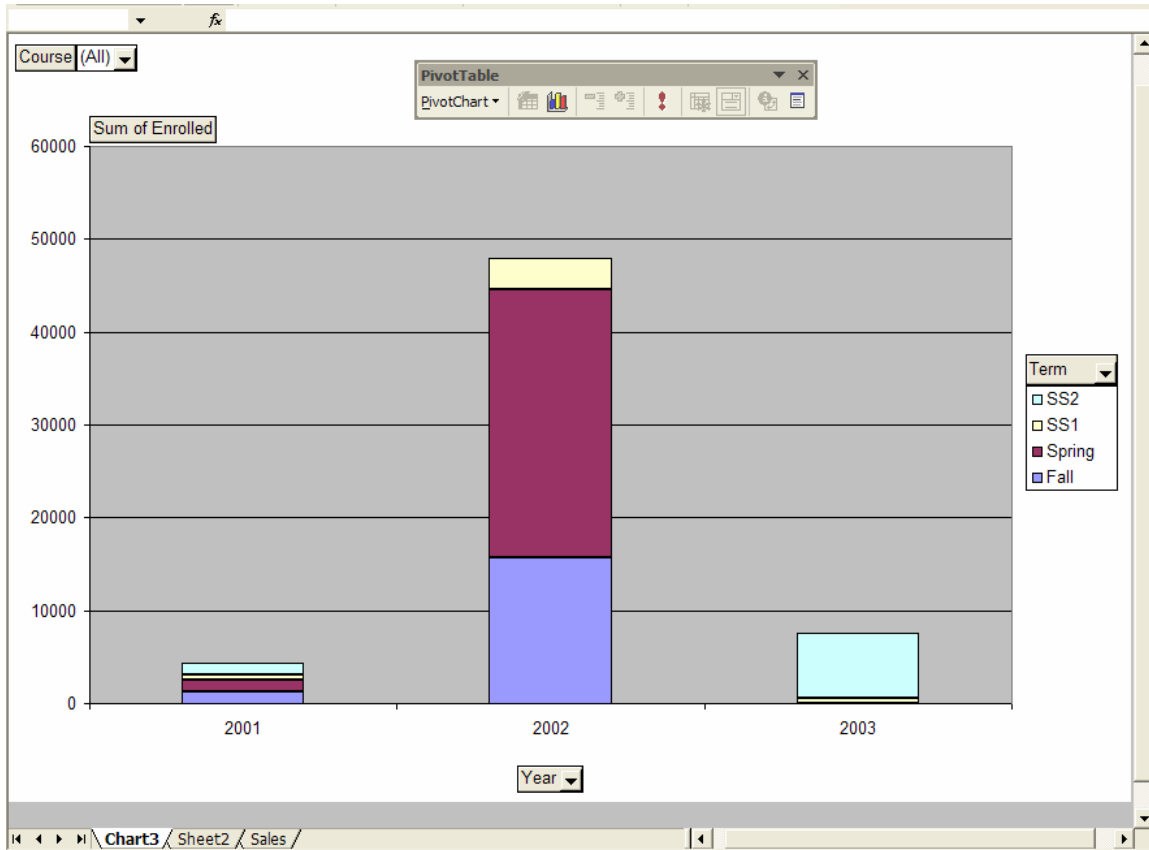 fx
Course (All)
PivotTable
PivotChart
Sum of Enrolled
60000
50000
40000
30000
20000
10000
0
2001 2002 2003
Year
Term
SS2
SS1
Spring
Fall
Chart3 Sheet2 Sales